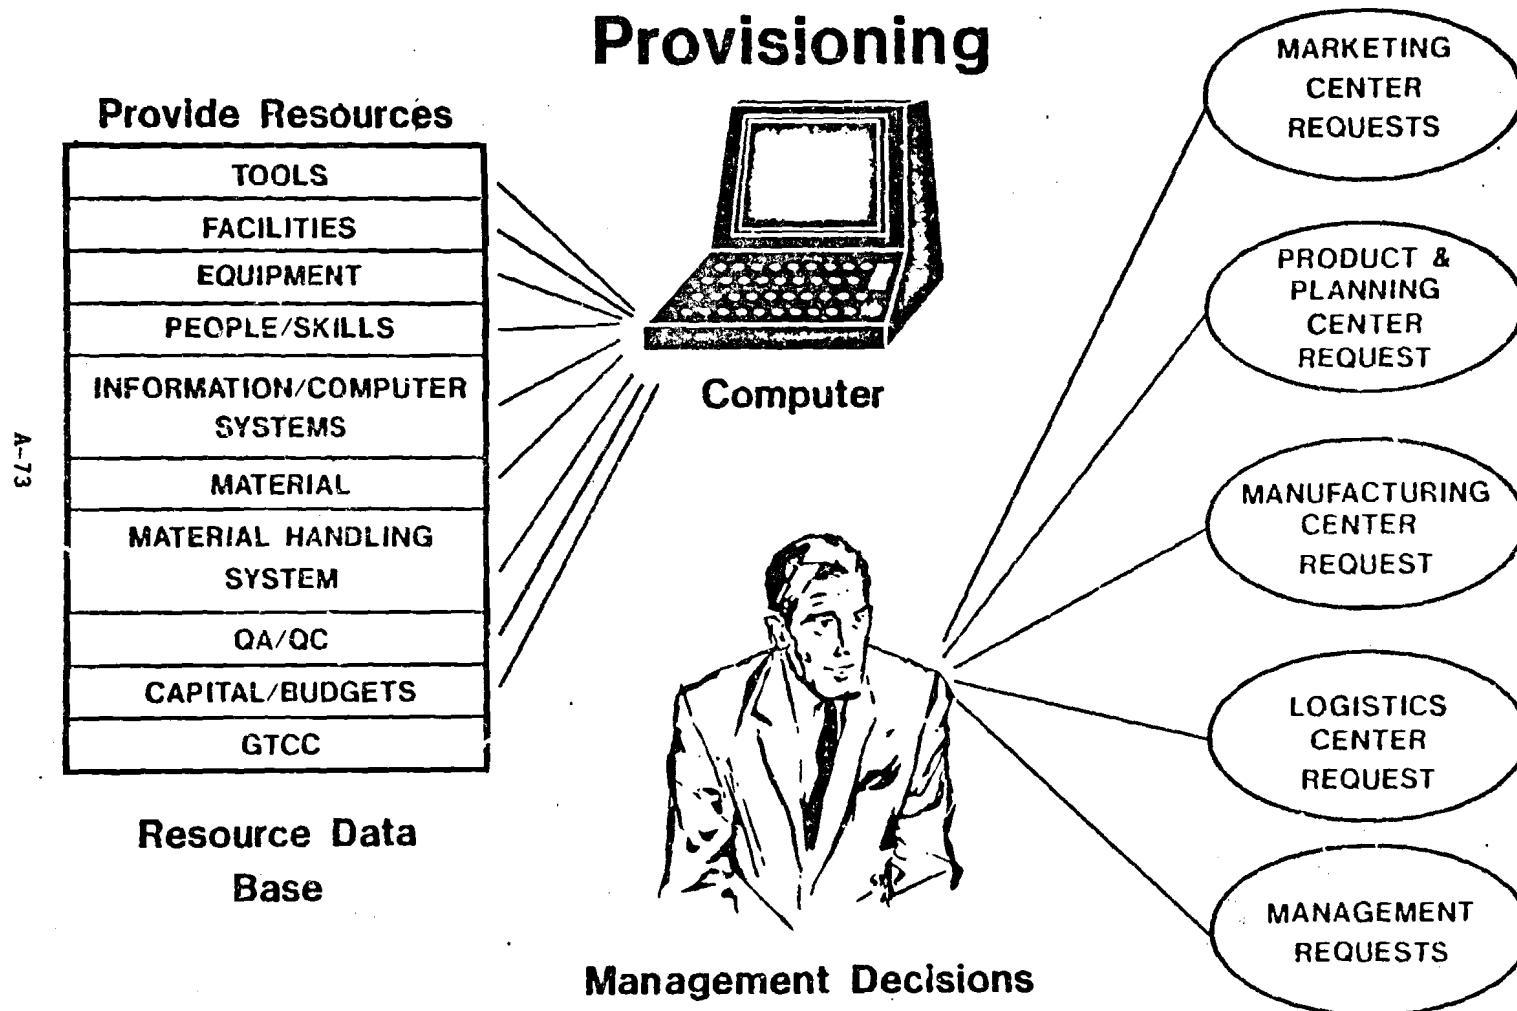 Provisioning
Provide Resources
TOOLS
FACILITIES
EQUIPMENT
PEOPLE/SKILLS
INFORMATION/COMPUTER
SYSTEMS
MATERIAL
MATERIAL HANDLING
SYSTEM
QA/QC
CAPITAL/BUDGETS
GTCC
Resource Data
Base
A-73
Computer
Management Decisions
MARKETING
CENTER
REQUESTS
PRODUCT &
PLANNING
CENTER
REQUEST
MANUFACTURING
CENTER
REQUEST
LOGISTICS
CENTER
REQUEST
MANAGEMENT
REQUESTS